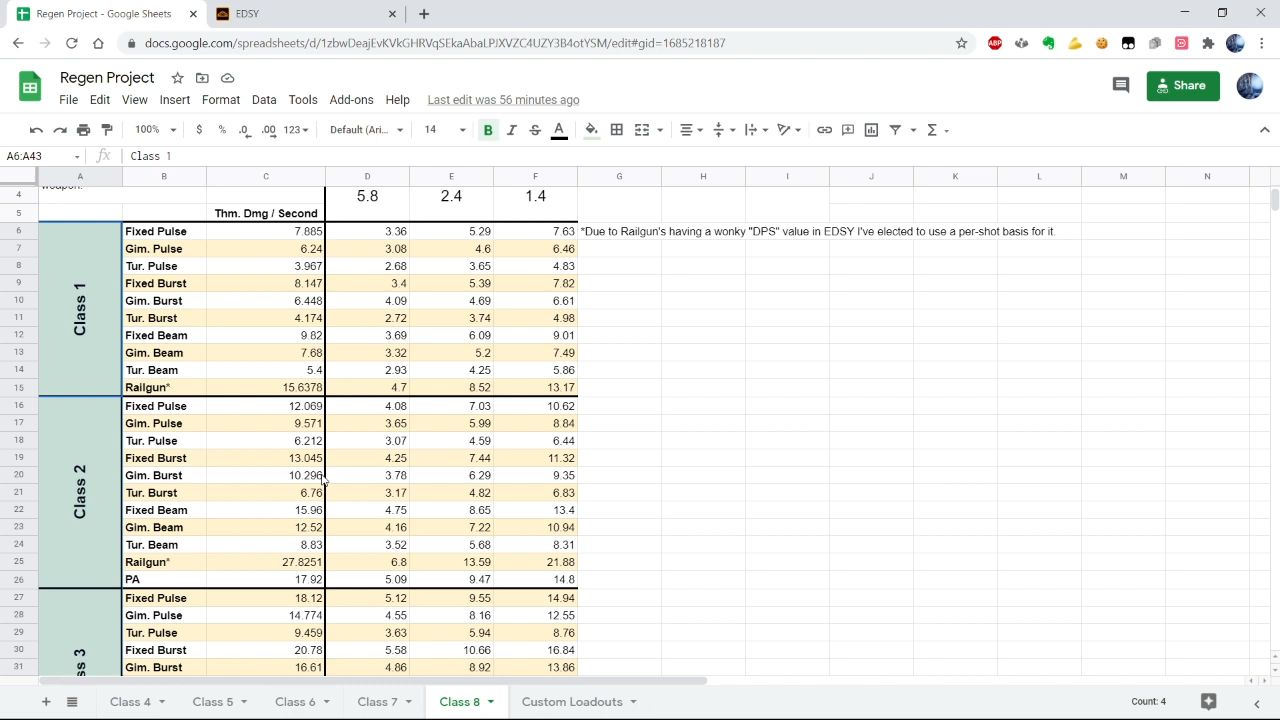 Regen Project - Google Sheets
EDSY
Regen Project
File Edit View Insert Format Data Tools Add-ons Help Last edit was 56 minutes ago
Share
100% $ % .0 .00 123 Default (Ari... 14 B I S A
A6:A43 fx Class 1
A B C D E F G H I J K L M N
weapon.
4 5.8 2.4 1.4
5 Thm. Dmg / Second
6 Fixed Pulse 7.885 3.36 5.29 7.63 *Due to Railgun's having a wonky "DPS" value in EDSY I've elected to use a per-shot basis for it.
7 Gim. Pulse 6.24 3.08 4.6 6.46
8 Tur. Pulse 3.967 2.68 3.65 4.83
9 Fixed Burst 8.147 3.4 5.39 7.82
10 Gim. Burst 6.448 4.09 4.69 6.61
11 Tur. Burst 4.174 2.72 3.74 4.98
12 Fixed Beam 9.82 3.69 6.09 9.01
13 Gim. Beam 7.68 3.32 5.2 7.49
14 Tur. Beam 5.4 2.93 4.25 5.86
15 Railgun* 15.6378 4.7 8.52 13.17
Class 1
16 Fixed Pulse 12.069 4.08 7.03 10.62
17 Gim. Pulse 9.571 3.65 5.99 8.84
18 Tur. Pulse 6.212 3.07 4.59 6.44
19 Fixed Burst 13.045 4.25 7.44 11.32
20 Gim. Burst 10.296 3.78 6.29 9.35
21 Tur. Burst 6.76 3.17 4.82 6.83
22 Fixed Beam 15.96 4.75 8.65 13.4
23 Gim. Beam 12.52 4.16 7.22 10.94
24 Tur. Beam 8.83 3.52 5.68 8.31
25 Railgun* 27.8251 6.8 13.59 21.88
26 PA 17.92 5.09 9.47 14.8
Class 2
27 Fixed Pulse 18.12 5.12 9.55 14.94
28 Gim. Pulse 14.774 4.55 8.16 12.55
29 Tur. Pulse 9.459 3.63 5.94 8.76
30 Fixed Burst 20.78 5.58 10.66 16.84
31 Gim. Burst 16.61 4.86 8.92 13.86
ss 3
Class 4 Class 5 Class 6 Class 7 Class 8 Custom Loadouts Count: 4